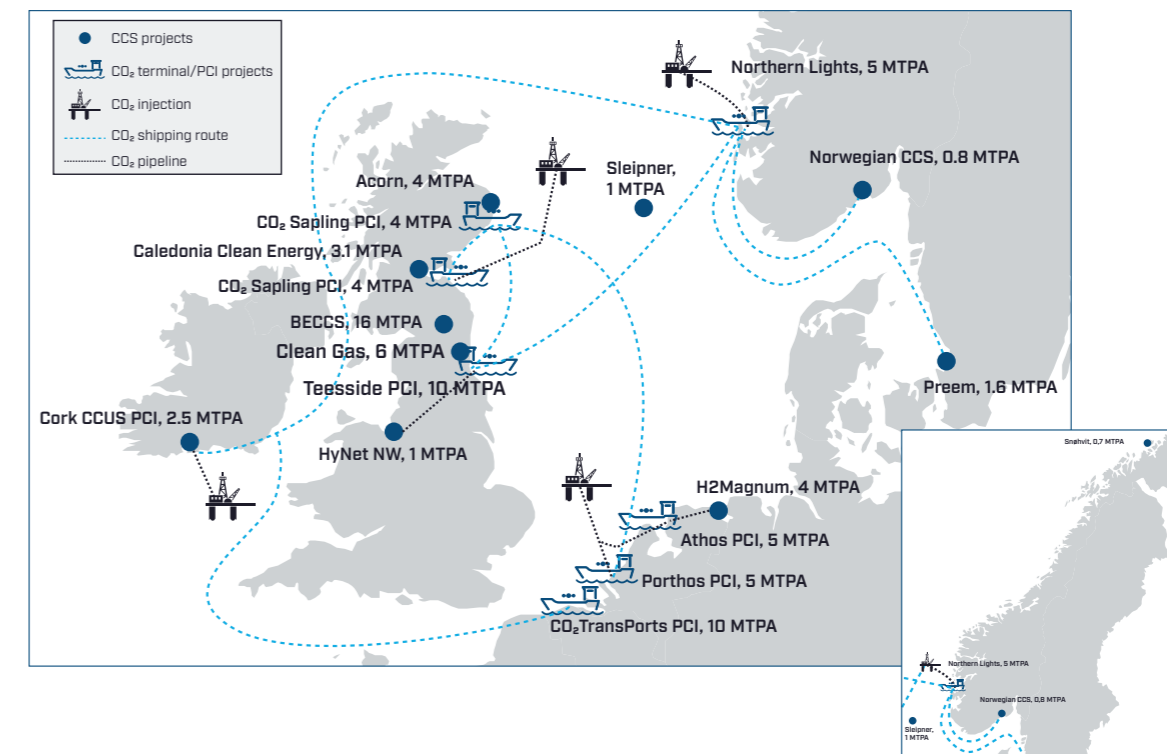 CCS projects
CO₂ terminal/PCI projects
CO₂ injection
CO₂ shipping route
CO₂ pipeline
Northern Lights, 5 MTPA
Norwegian CCS, 0.8 MTPA
Sleipner,
1 MTPA
Acorn, 4 MTPA
CO₂ Sapling PCI, 4 MTPA
Caledonia Clean Energy, 3.1 MTPA
CO₂ Sapling PCI, 4 MTPA
BECCS, 16 MTPA
Clean Gas, 6 MTPA
Teesside PCI, 10 MTPA
Preem, 1.6 MTPA
Cork CCUS PCI, 2.5 MTPA
HyNet NW, 1 MTPA
H2Magnum, 4 MTPA
Athos PCI, 5 MTPA
Porthos PCI, 5 MTPA
CO₂TransPorts PCI, 10 MTPA
Snøhvit, 0,7 MTPA
Northern Lights, 5 MTPA
Norwegian CCS, 0,8 MTPA
Sleipner,
1 MTPA